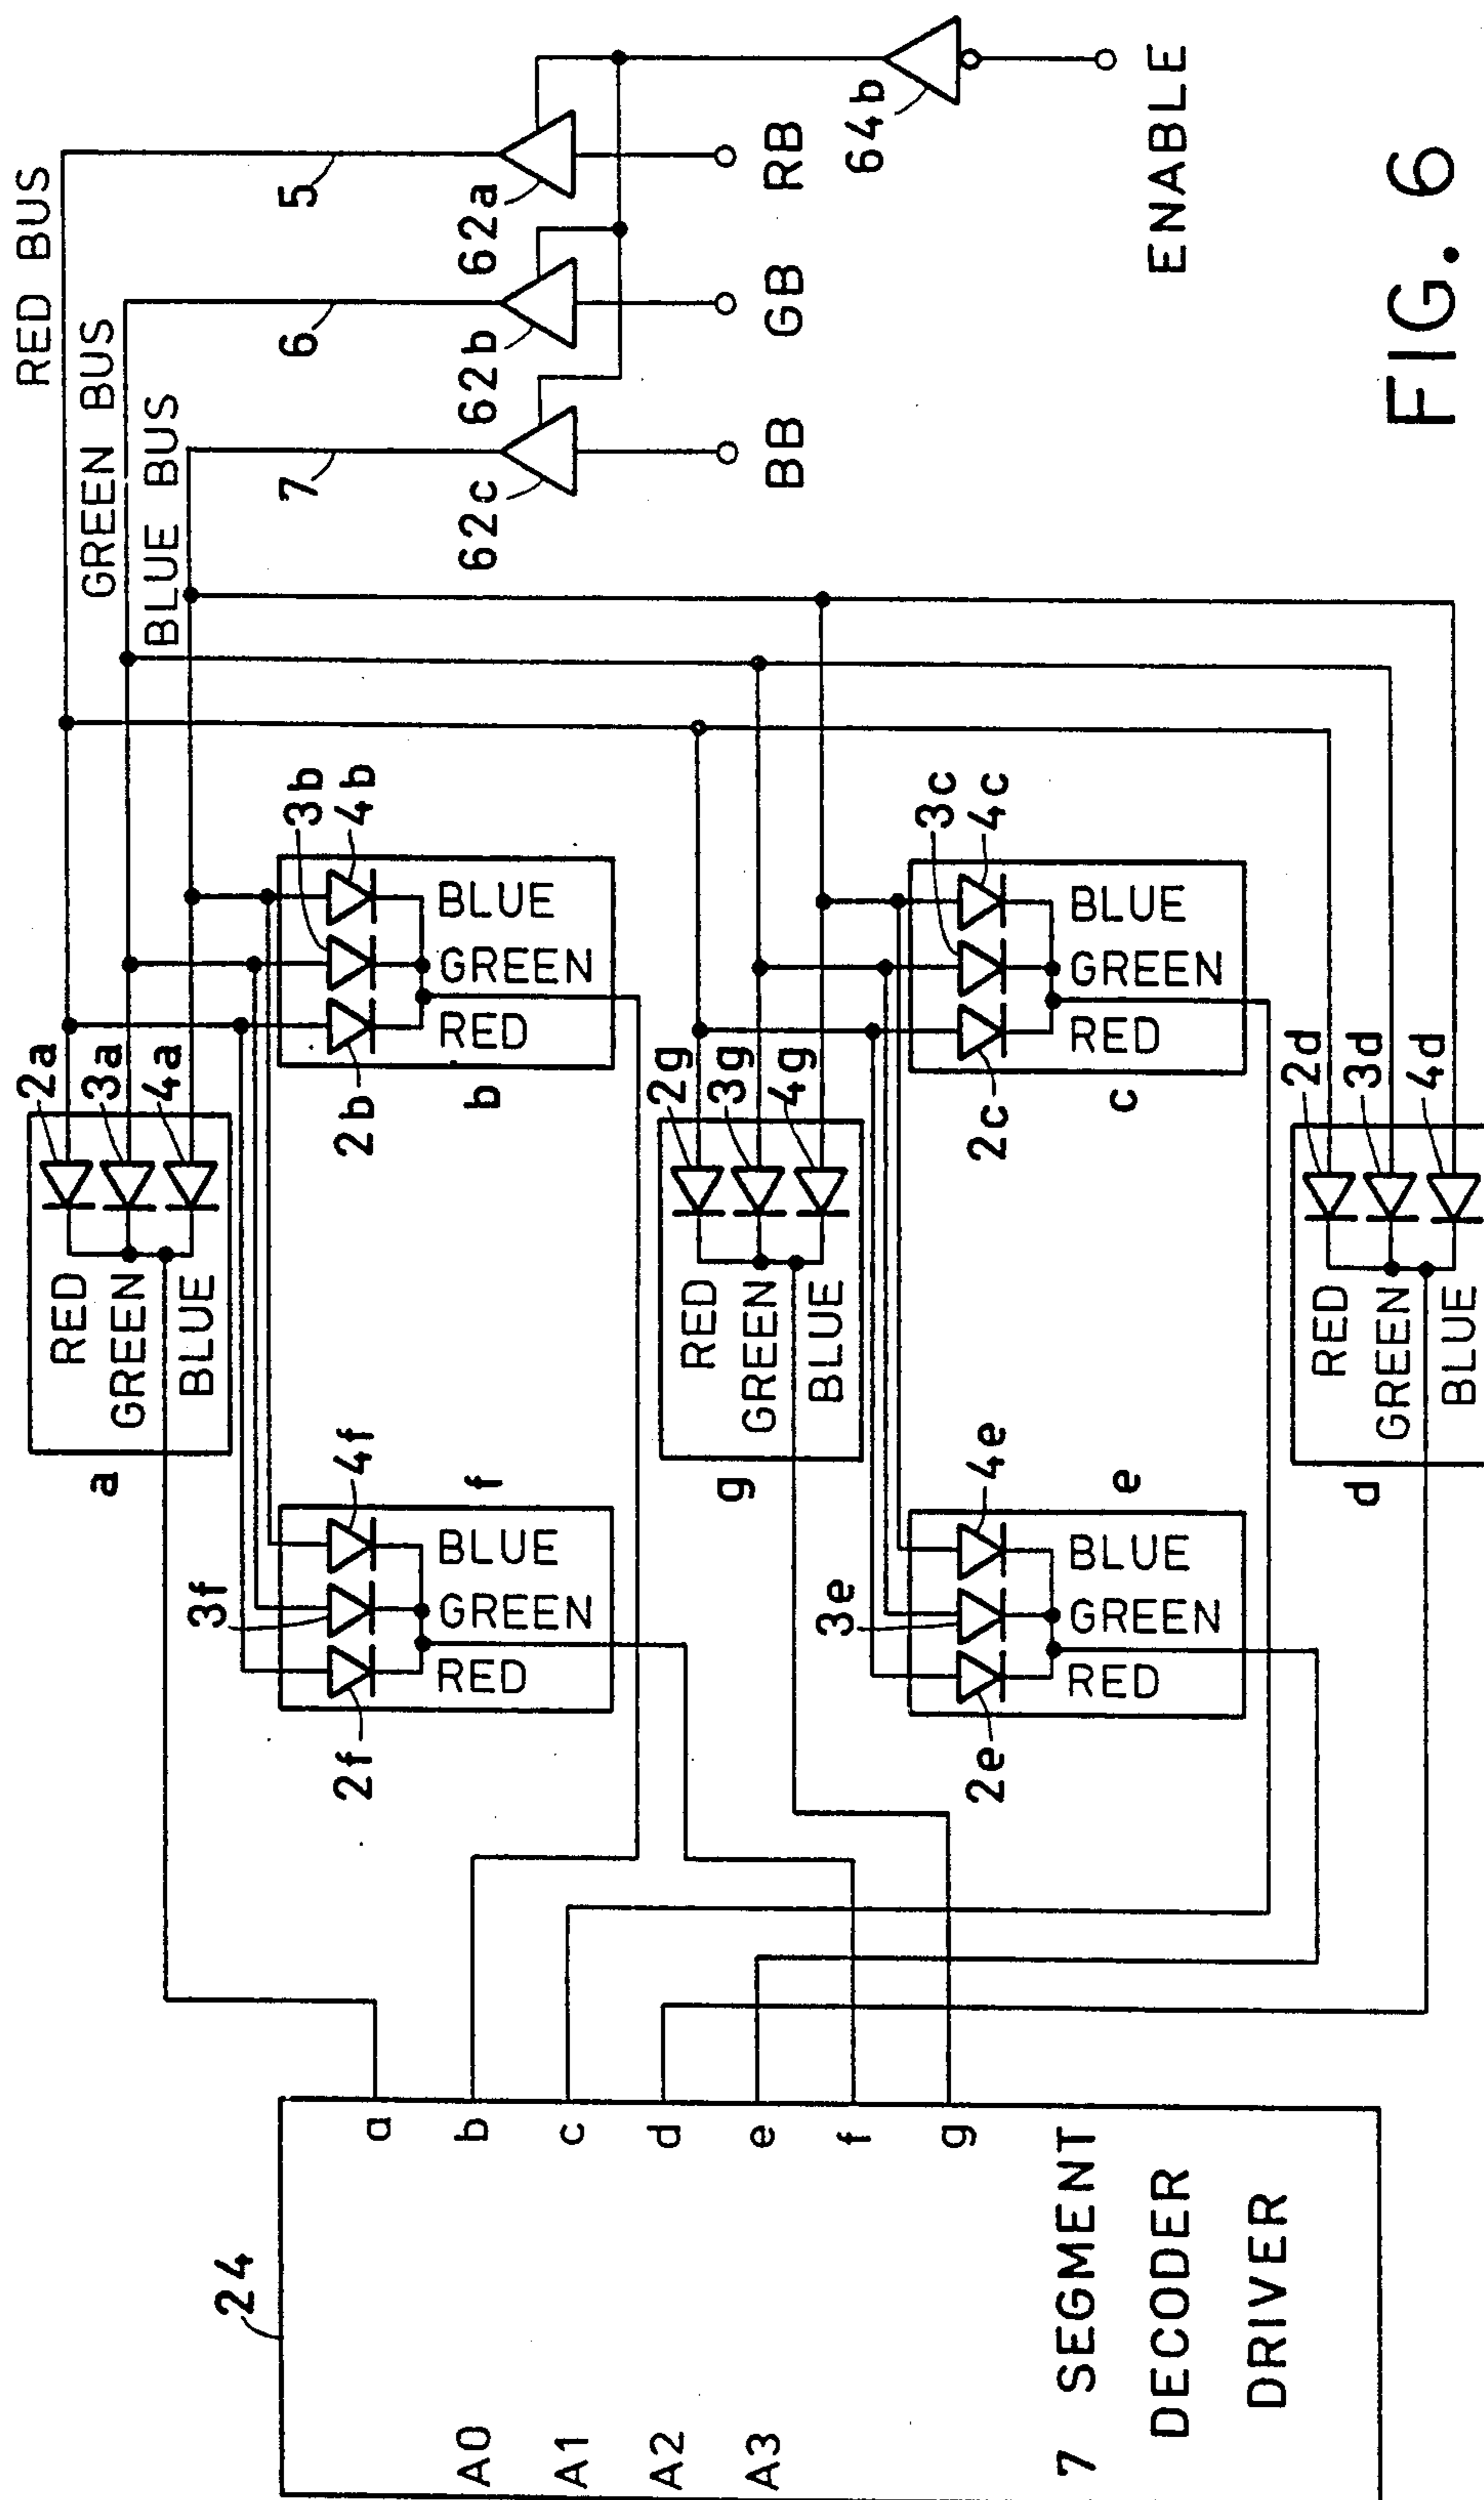 24
7 SEGMENT
DECODER
DRIVER
A0
A1
A2
A3
a
b
c
d
e
f
g
a
RED
GREEN
BLUE
2a
3a
4a
f
2f
3f
4f
RED
GREEN
BLUE
b
2b
3b
4b
RED
GREEN
BLUE
g
RED
GREEN
BLUE
2g
3g
4g
e
2e
3e
4e
RED
GREEN
BLUE
c
2c
3c
4c
RED
GREEN
BLUE
d
RED
GREEN
BLUE
2d
3d
4d
RED BUS
GREEN BUS
BLUE BUS
7
6
5
62c
62b
62a
BB
GB
RB
64b
ENABLE
FIG. 6